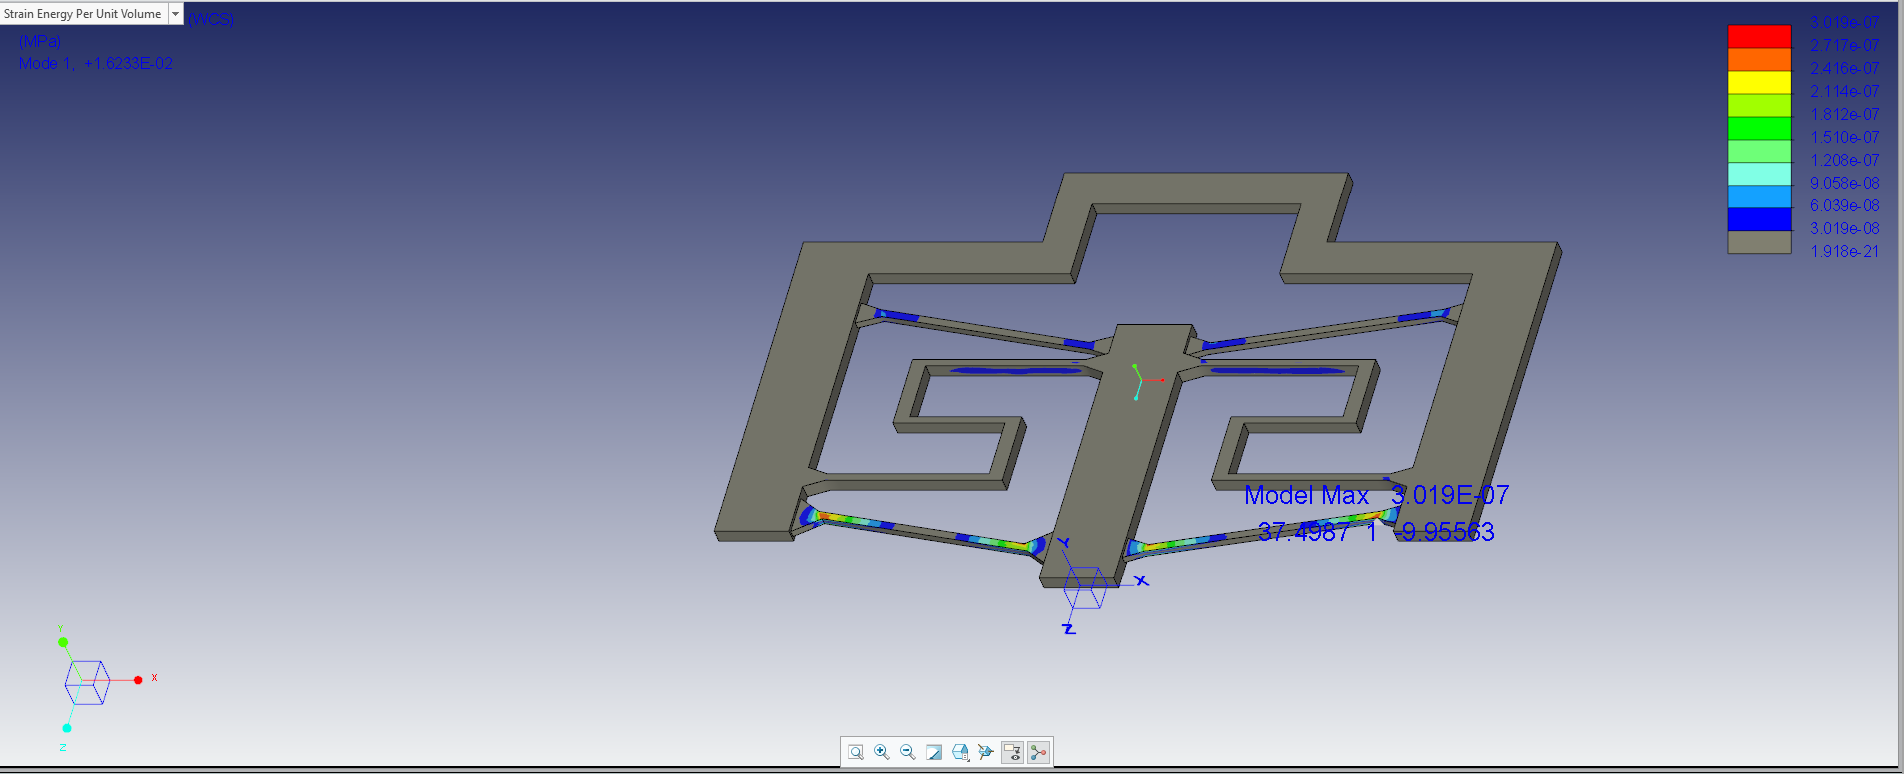 Strain Energy Per Unit Volume
(WCS)
(MPa)
Mode 1, +1.6233E-02
3.019e-07
2.717e-07
2.416e-07
2.114e-07
1.812e-07
1.510e-07
1.208e-07
9.058e-08
6.039e-08
3.019e-08
1.918e-21
Model Max 3.019E-07
37.4987 1 -9.95563
Y
X
Z
Y
X
Z